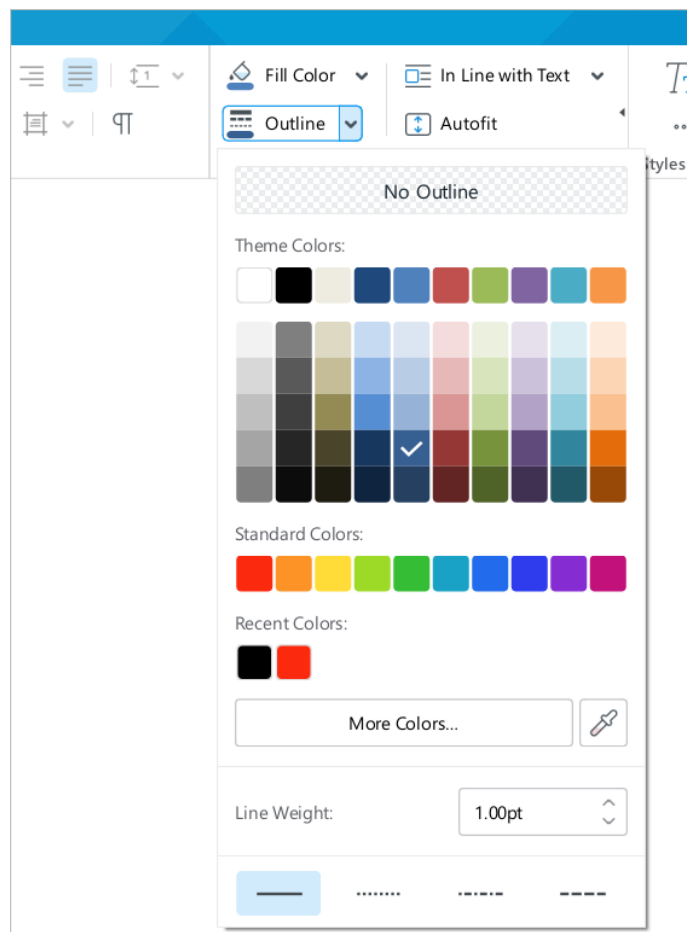 Fill Color
In Line with Text
1
Outline
Autofit
No Outline
Theme Colors:
Standard Colors:
Recent Colors:
More Colors...
Line Weight:
1.00pt